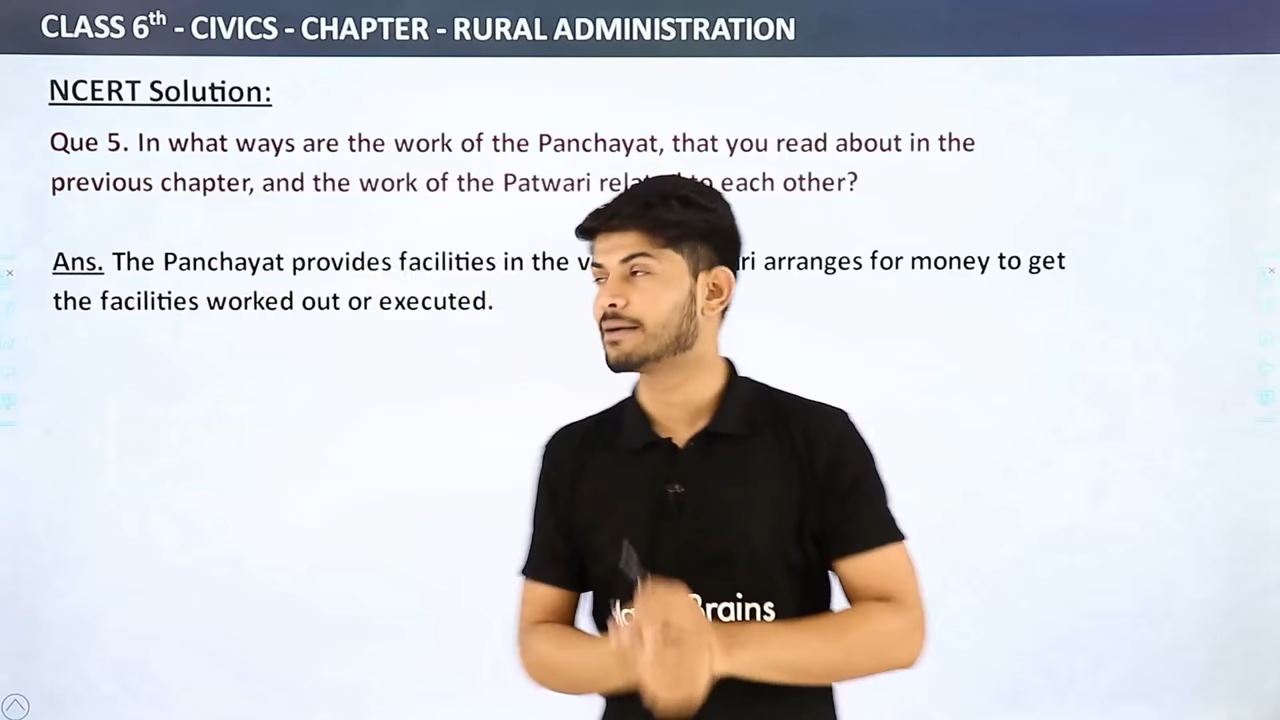 CLASS 6th - CIVICS - CHAPTER - RURAL ADMINISTRATION
NCERT Solution:
Que 5. In what ways are the work of the Panchayat, that you read about in the
previous chapter, and the work of the Patwari related to each other?
Ans. The Panchayat provides facilities in the arranges for money to get
the facilities worked out or executed.
Brains